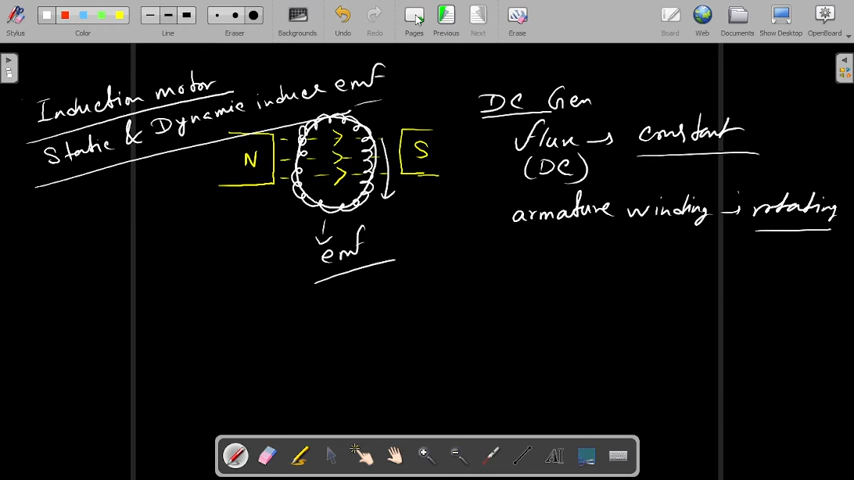 Stylus
Color
Line
Eraser
Backgrounds
Undo
Redo
Pages
Previous
Next
Erase
Board
Web
Documents
Show Desktop
OpenBoard
Induction motor
Static & Dynamic induce emf
N
S
emf
DC Gen
flux → constant
(DC)
armature winding → rotating